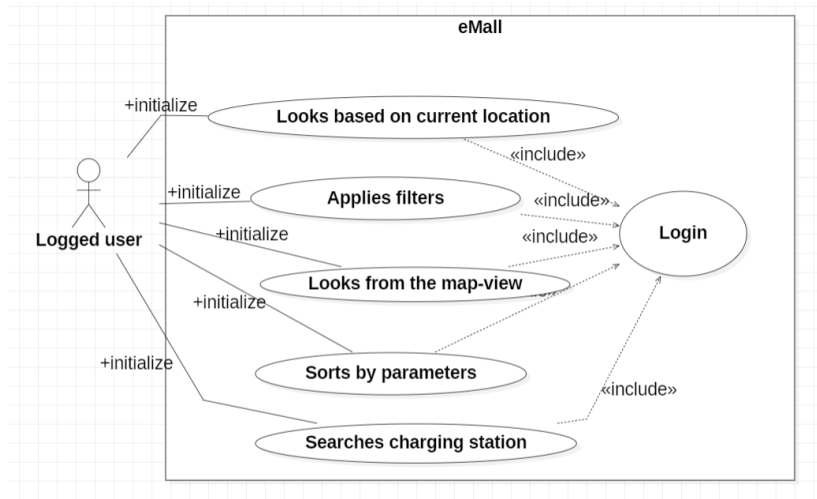 eMall
+initialize
Looks based on current location
«include»
+initialize
Applies filters
«include»
Logged user
+initialize
«include»
Login
Looks from the map-view
+initialize
Sorts by parameters
+initialize
«include»
Searches charging station